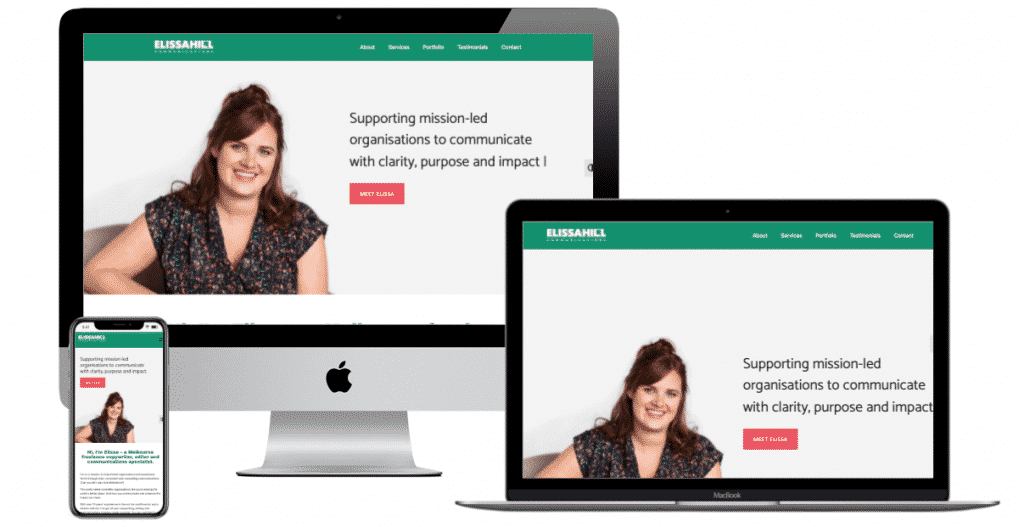 ELISSAHILL
COMMUNICATIONS
About Services Portfolio Testimonials Contact
Supporting mission-led
organisations to communicate
with clarity, purpose and impact |
MEET ELISSA
ELISSAHILL
COMMUNICATIONS
About Services Portfolio Testimonials Contact
Supporting mission-led
organisations to communicate
with clarity, purpose and impact
MEET ELISSA
MacBook
ELISSAHILL
Supporting mission-led
organisations to communicate
with clarity, purpose and impact
Hi, I'm Elissa – a Melbourne
freelance copywriter, editor and
communications specialist.